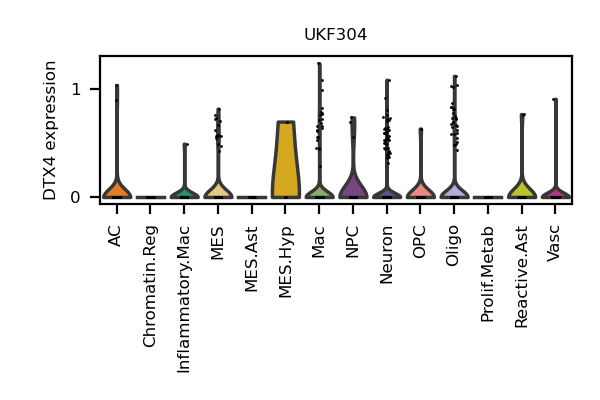 UKF304
DTX4 expression
1
0
AC
Chromatin.Reg
Inflammatory.Mac
MES
MES.Ast
MES.Hyp
Mac
NPC
Neuron
OPC
Oligo
Prolif.Metab
Reactive.Ast
Vasc